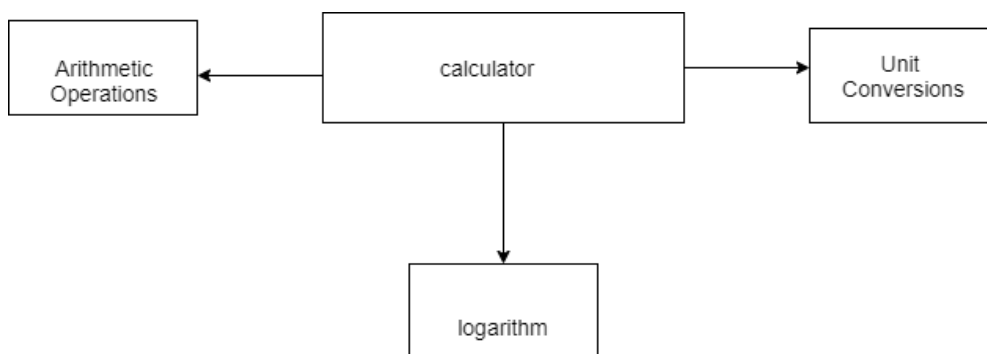 Arithmetic
Operations
calculator
Unit
Conversions
logarithm